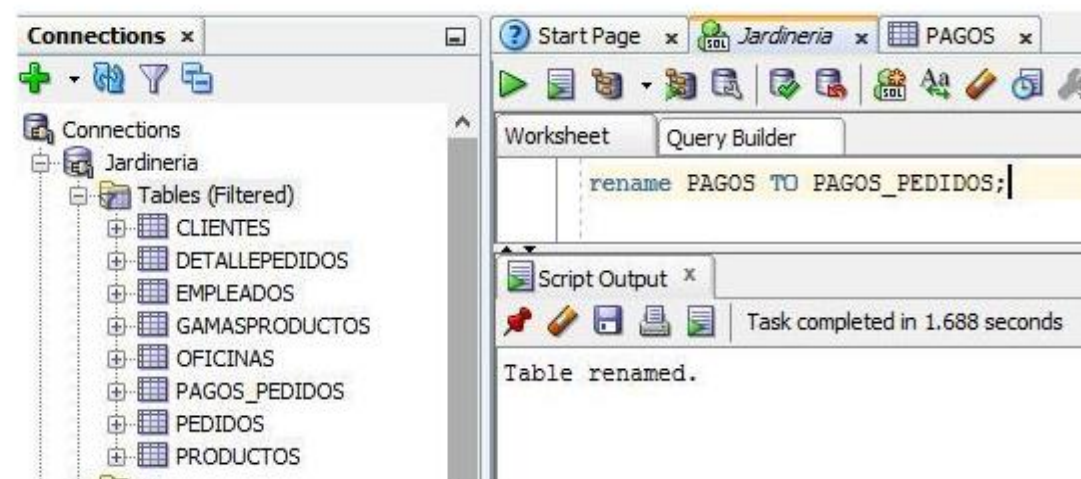 Connections
Connections
Jardineria
Tables (Filtered)
CLIENTES
DETALLEPEDIDOS
EMPLEADOS
GAMASPRODUCTOS
OFICINAS
PAGOS_PEDIDOS
PEDIDOS
PRODUCTOS
Start Page Jardineria PAGOS
Worksheet Query Builder
rename PAGOS TO PAGOS_PEDIDOS;
Script Output
Task completed in 1.688 seconds
Table renamed.